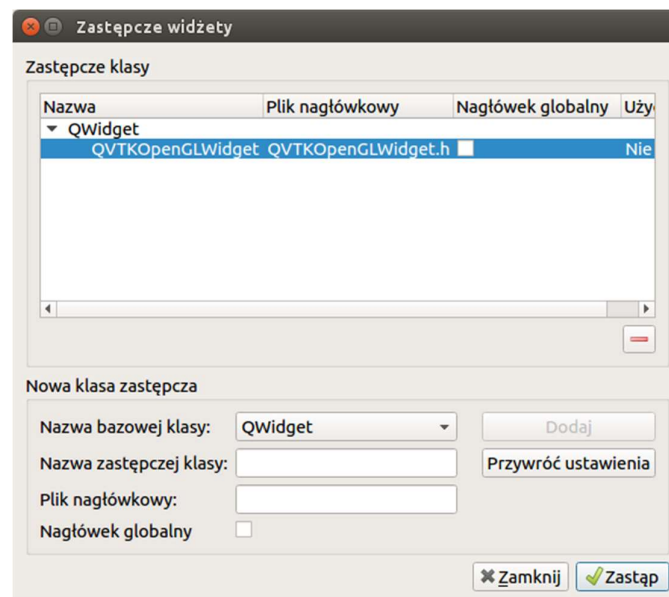 Zastępcze widżety
Zastępcze klasy
Nazwa Plik nagłówkowy Nagłówek globalny Uży
QWidget
QVTKOpenGLWidget QVTKOpenGLWidget.h Nie
Nowa klasa zastępcza
Nazwa bazowej klasy: QWidget Dodaj
Nazwa zastępczej klasy: Przywróć ustawienia
Plik nagłówkowy:
Nagłówek globalny
Zamknij Zastąp